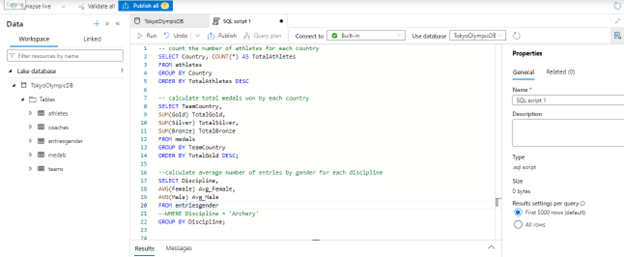 Synapse live
Validate all
Publish all 1
Data
Workspace
Linked
Filter resources by name
Lake database 1
TokyoOlympicDB
Tables
athletes
coaches
entriesgender
medals
teams
TokyoOlympicDB
SQL script 1
Run
Undo
Publish
Query plan
Connect to
Built-in
Use database
TokyoOlympicDB
1 -- count the number of athletes for each country
2 SELECT Country, COUNT(*) AS TotalAthletes
3 FROM athletes
4 GROUP BY Country
5 ORDER BY TotalAthletes DESC
6
7 -- calculate total medals won by each country
8 SELECT TeamCountry,
9 SUM(Gold) TotalGold,
10 SUM(Silver) TotalSilver,
11 SUM(Bronze) TotalBronze
12 FROM medals
13 GROUP BY TeamCountry
14 ORDER BY TotalGold DESC;
15
16 --calculate average number of entries by gender for each discipline
17 SELECT Discipline,
18 AVG(Female) Avg_Female,
19 AVG(Male) Avg_Male
20 FROM entriesgender
21 --WHERE Discipline = 'Archery'
22 GROUP BY Discipline;
23
24
Results
Messages
Properties
General
Related (0)
Name *
SQL script 1
Description
Type
.sql script
Size
0 bytes
Results settings per query
First 5000 rows (default)
All rows